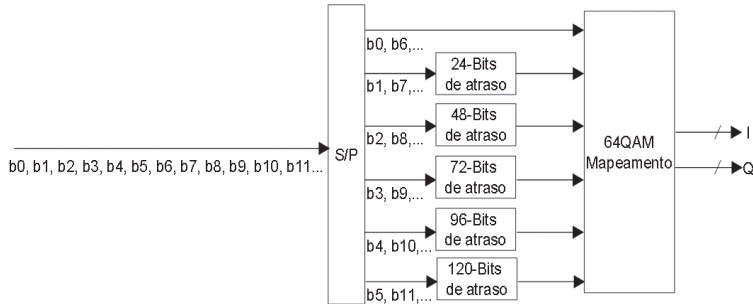 b0, b1, b2, b3, b4, b5, b6, b7, b8, b9, b10, b11...
S/P
b0, b6,...
b1, b7,...
24-Bits
de atraso
b2, b8,...
48-Bits
de atraso
b3, b9,...
72-Bits
de atraso
b4, b10,...
96-Bits
de atraso
b5, b11,...
120-Bits
de atraso
64QAM
Mapeamento
I
Q